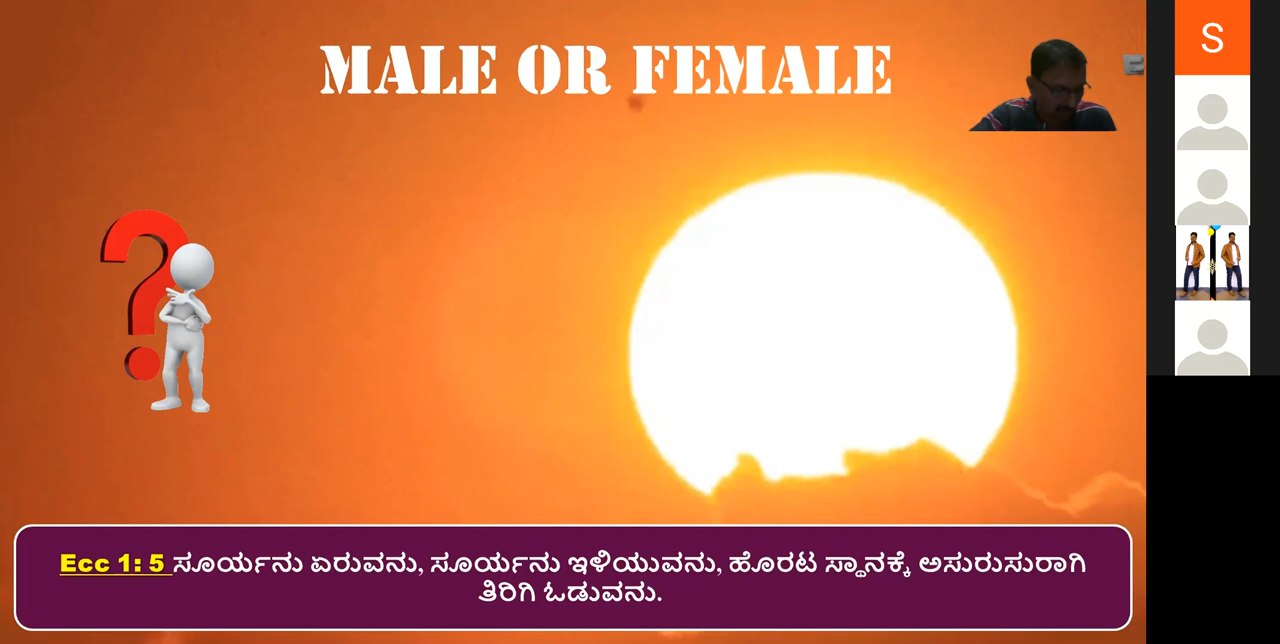 MALE OR FEMALE
S
Ecc 1: 5 ಸೂರ್ಯನು ಏರುವನು, ಸೂರ್ಯನು ಇಳಿಯುವನು, ಹೊರಟ ಸ್ಥಾನಕ್ಕೆ ಅಸುರುಸುರಾಗಿ
ತಿರಿಗಿ ಓಡುವನು.